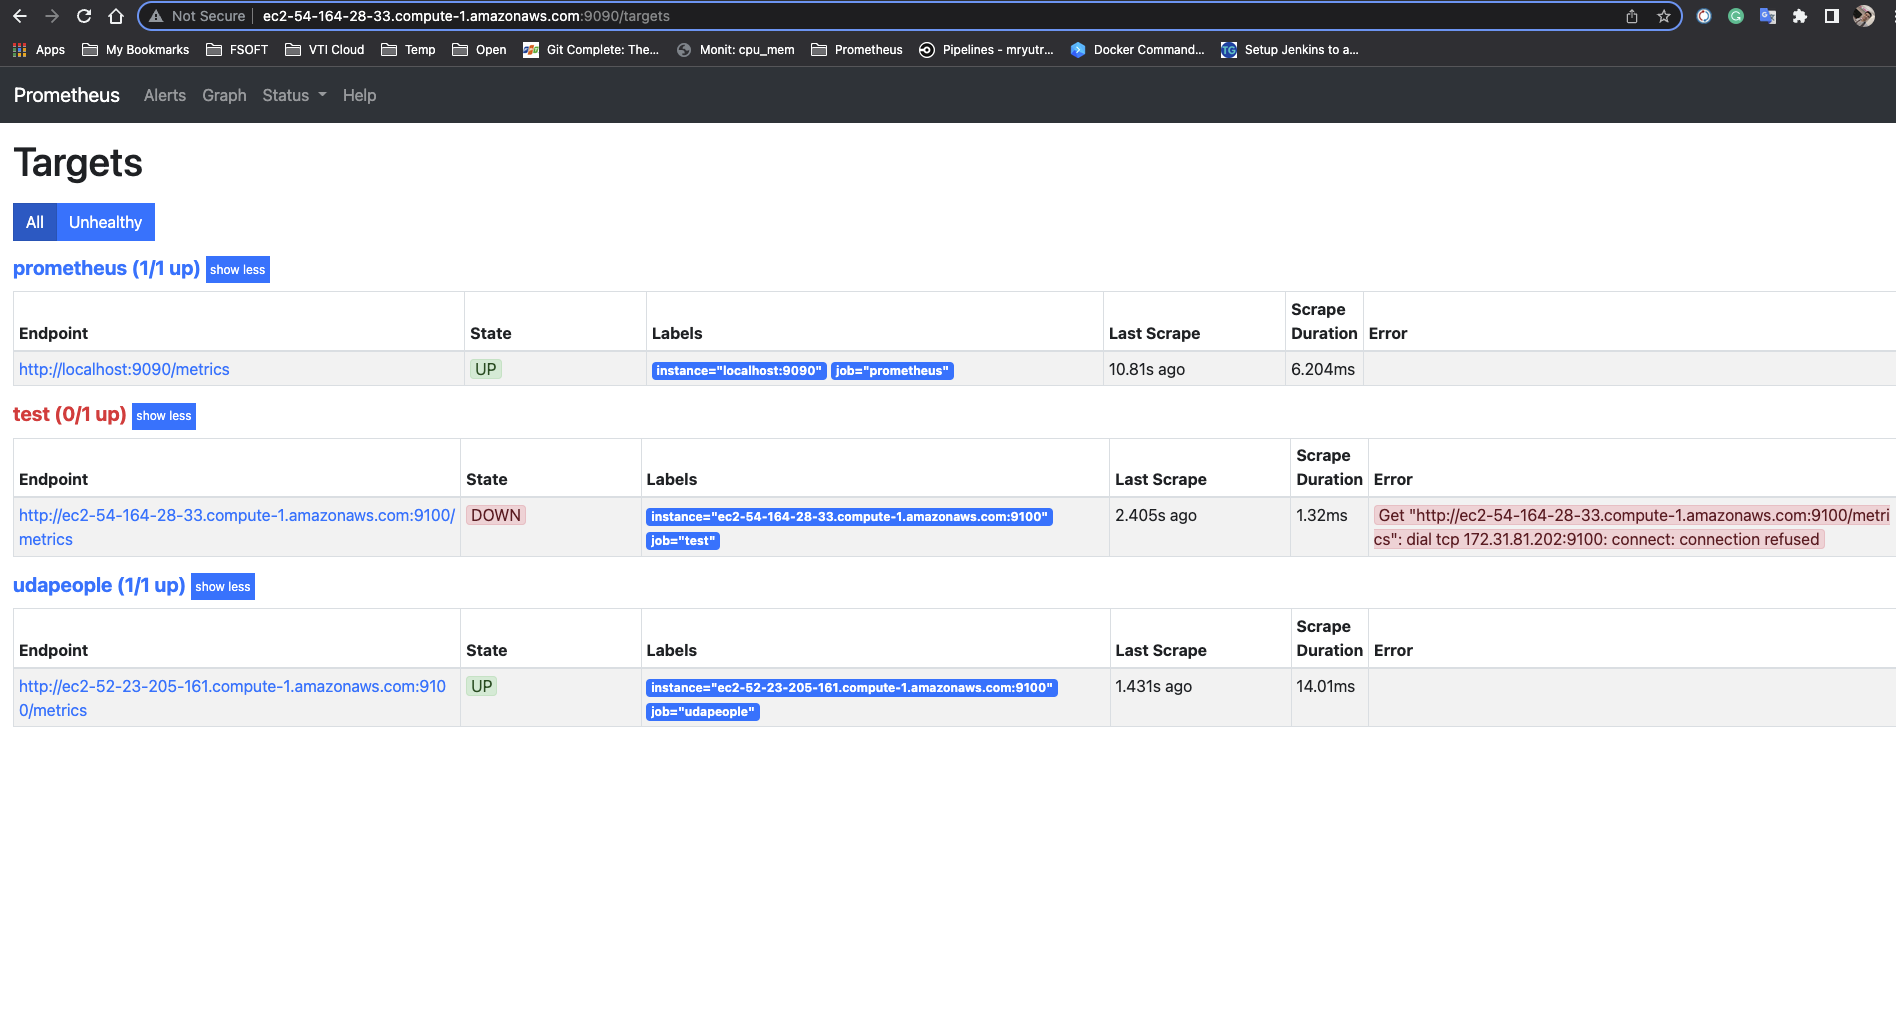 Not Secure | ec2-54-164-28-33.compute-1.amazonaws.com:9090/targets
Apps My Bookmarks FSOFT VTI Cloud Temp Open Git Complete: The... Monit: cpu_mem Prometheus Pipelines - mryutr... Docker Command... TG Setup Jenkins to a...
Prometheus Alerts Graph Status Help
Targets
All Unhealthy
prometheus (1/1 up) show less
Endpoint State Labels Last Scrape Scrape Duration Error
http://localhost:9090/metrics UP instance="localhost:9090" job="prometheus" 10.81s ago 6.204ms
test (0/1 up) show less
Endpoint State Labels Last Scrape Scrape Duration Error
http://ec2-54-164-28-33.compute-1.amazonaws.com:9100/ DOWN instance="ec2-54-164-28-33.compute-1.amazonaws.com:9100" 2.405s ago 1.32ms Get "http://ec2-54-164-28-33.compute-1.amazonaws.com:9100/metri
metrics job="test" cs": dial tcp 172.31.81.202:9100: connect: connection refused
udapeople (1/1 up) show less
Endpoint State Labels Last Scrape Scrape Duration Error
http://ec2-52-23-205-161.compute-1.amazonaws.com:910 UP instance="ec2-52-23-205-161.compute-1.amazonaws.com:9100" 1.431s ago 14.01ms
0/metrics job="udapeople"